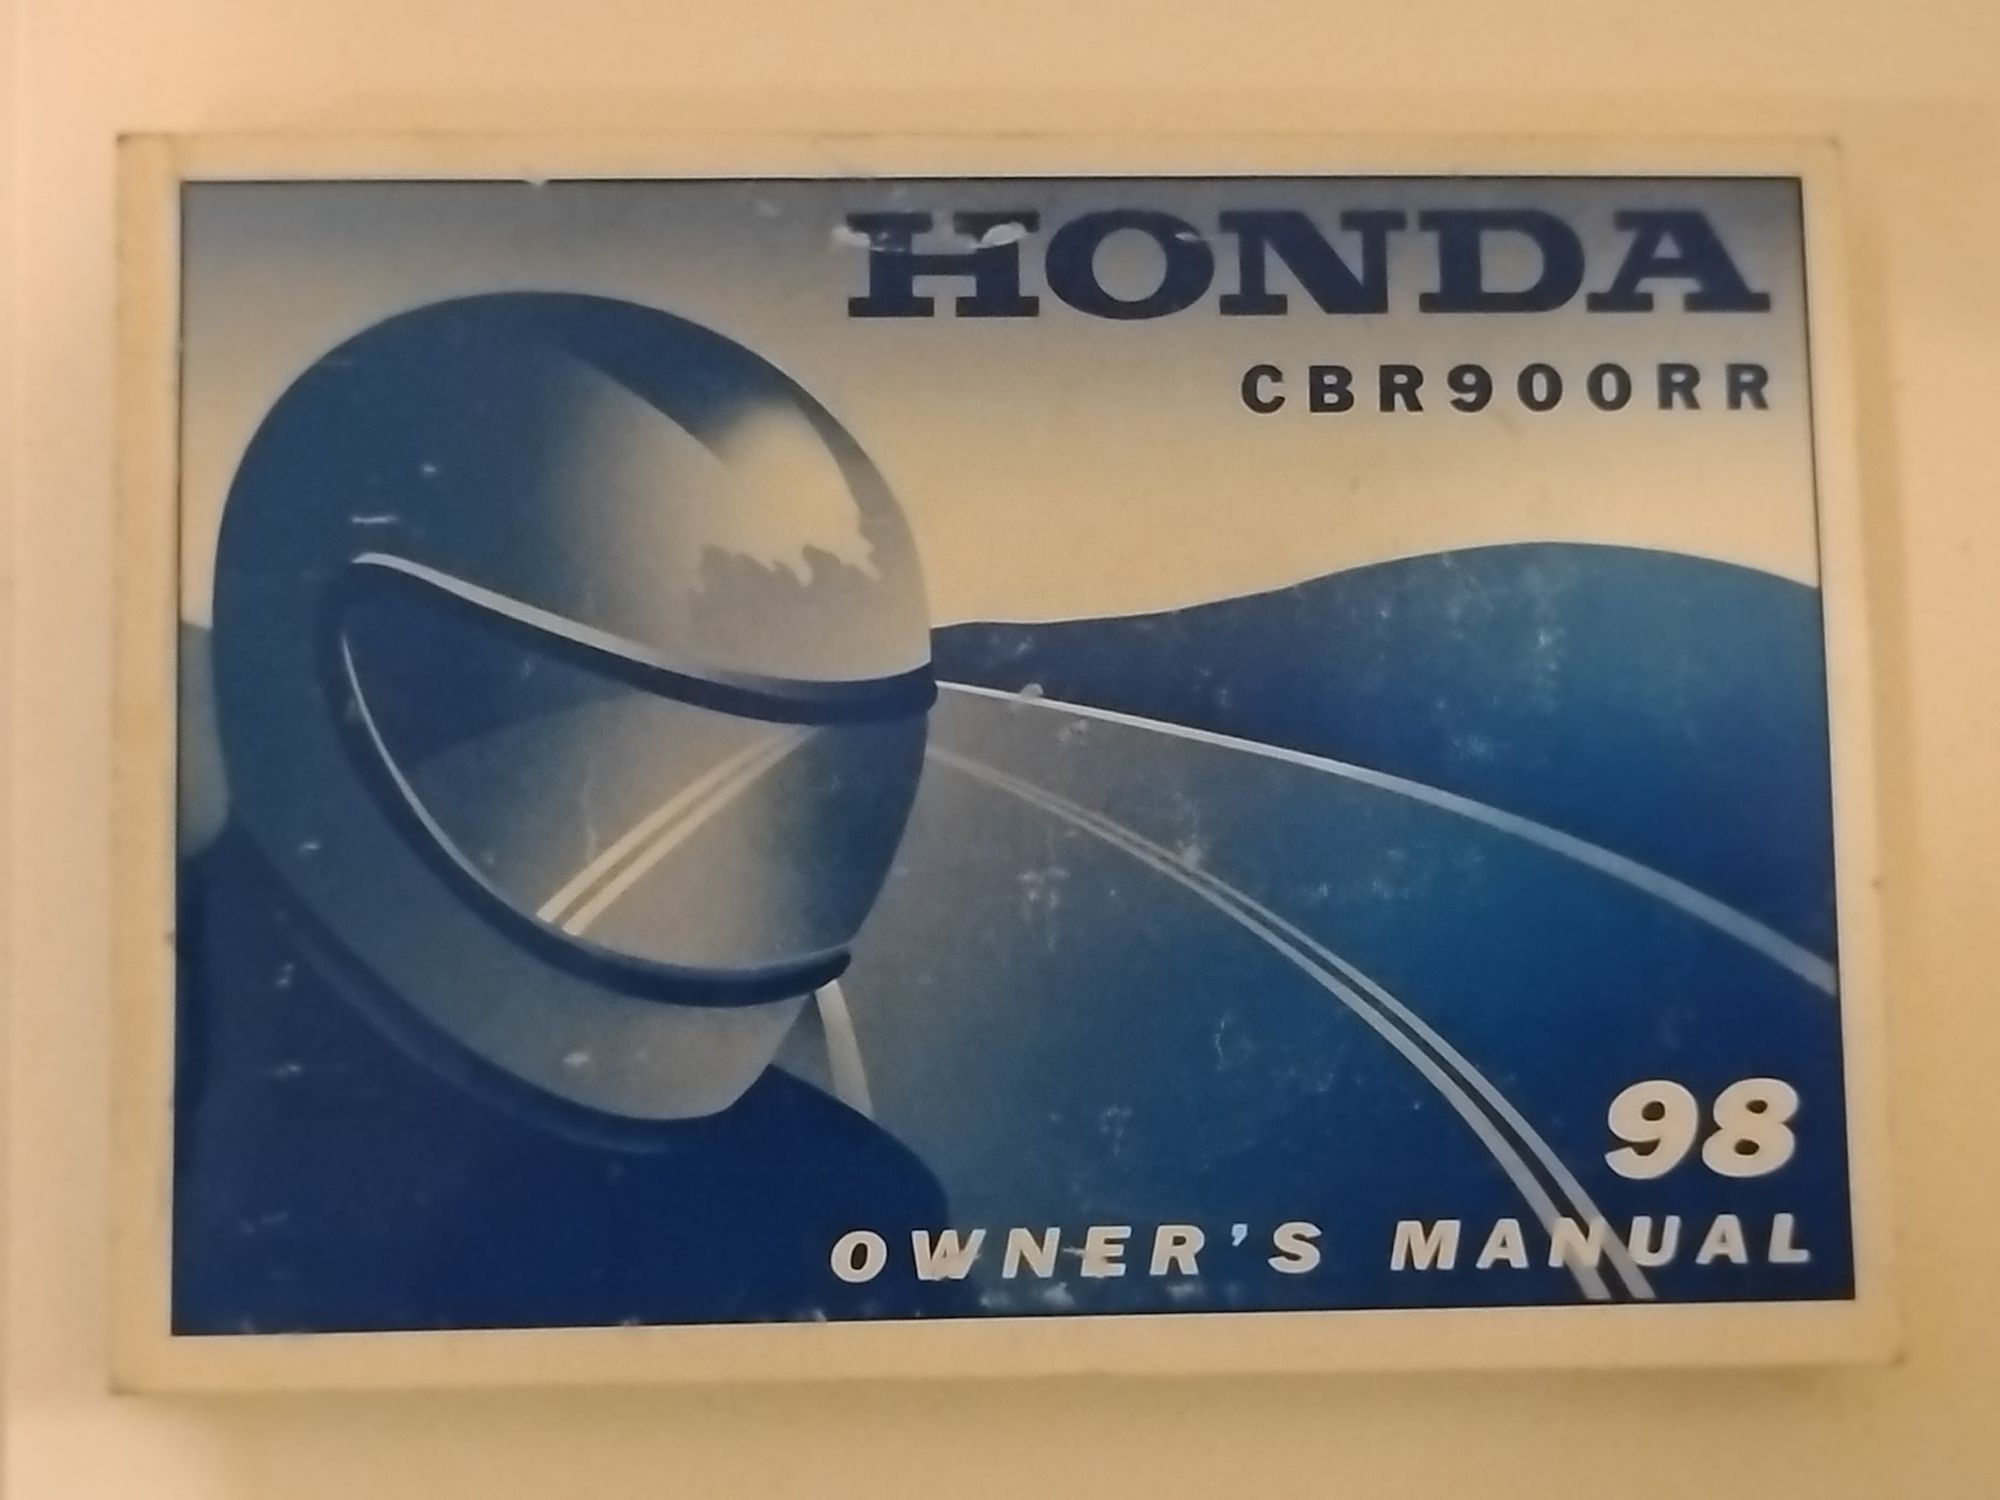 HONDA
CBR900RR
98
OWNER'S MANUAL